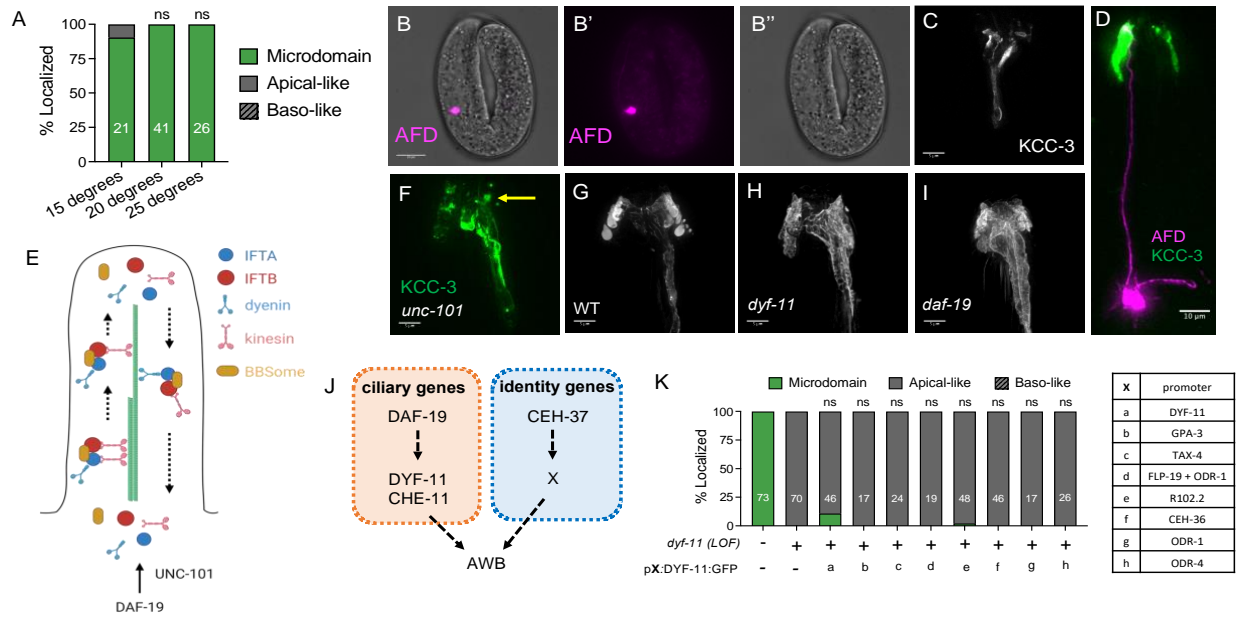 A
% Localized
100
75
50
25
0
ns
ns
21
41
26
15 degrees
20 degrees
25 degrees
Microdomain
Apical-like
Baso-like
B
AFD
B’
AFD
B’’
C
KCC-3
D
AFD
KCC-3
10 µm
E
IFTA
IFTB
dyenin
kinesin
BBSome
UNC-101
DAF-19
F
KCC-3
unc-101
G
WT
H
dyf-11
I
daf-19
J
ciliary genes
DAF-19
DYF-11
CHE-11
identity genes
CEH-37
X
AWB
K
Microdomain
Apical-like
Baso-like
ns ns ns ns ns ns ns ns
% Localized
100
75
50
25
0
73 70 46 17 24 19 48 46 17 26
dyf-11 (LOF) - + + + + + + + + +
pX:DYF-11:GFP - - a b c d e f g h
X promoter
a DYF-11
b GPA-3
c TAX-4
d FLP-19 + ODR-1
e R102.2
f CEH-36
g ODR-1
h ODR-4